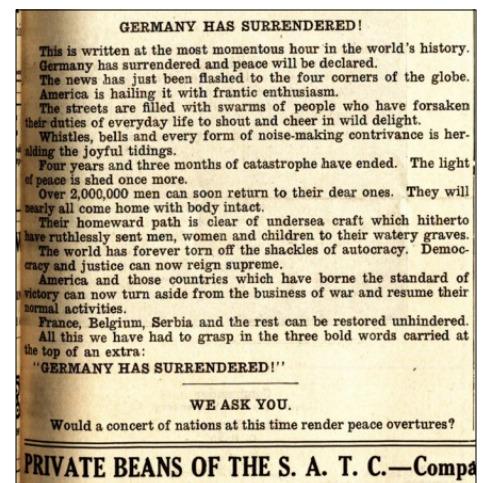 GERMANY HAS SURRENDERED!
This is written at the most momentous hour in the world's history.
Germany has surrendered and peace will be declared.
The news has just been flashed to the four corners of the globe.
America is hailing it with frantic enthusiasm.
The streets are filled with swarms of people who have forsaken
their duties of everyday life to shout and cheer in wild delight.
Whistles, bells and every form of noise-making contrivance is her-
alding the joyful tidings.
Four years and three months of catastrophe have ended. The light
of peace is shed once more.
Over 2,000,000 men can soon return to their dear ones. They will
nearly all come home with body intact.
Their homeward path is clear of undersea craft which hitherto
have ruthlessly sent men, women and children to their watery graves.
The world has forever torn off the shackles of autocracy. Democ-
racy and justice can now reign supreme.
America and those countries which have borne the standard of
victory can now turn aside from the business of war and resume their
normal activities.
France, Belgium, Serbia and the rest can be restored unhindered.
All this we have had to grasp in the three bold words carried at
the top of an extra:
"GERMANY HAS SURRENDERED!"
WE ASK YOU.
Would a concert of nations at this time render peace overtures?
PRIVATE BEANS OF THE S. A. T. C.—Compa